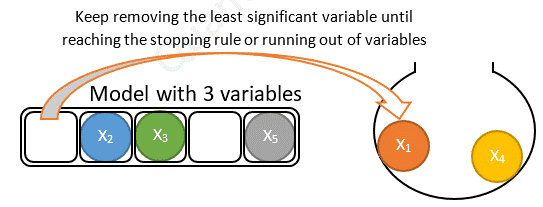 Keep removing the least significant variable until
reaching the stopping rule or running out of variables
Model with 3 variables
X2 X3 X5
X1
X4